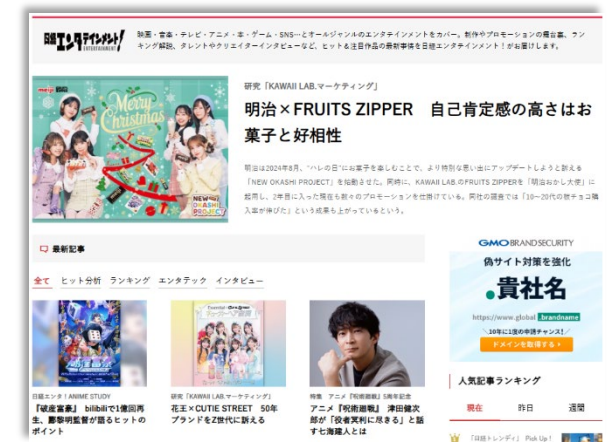 日経エンタテインメント!
ENTERTAINMENT!
映画・音楽・テレビ・アニメ・本・ゲーム・SNS…とオールジャンルのエンタテインメントをカバー。制作やプロモーションの舞台裏、ラン
キング解説、タレントやクリエイターインタビューなど、ヒット&注目作品の最新事情を日経エンタテインメント!がお届けします。
meiji
Merry
Christmas
NEW
OKASHI
PROJECT
研究「KAWAII LAB.マーケティング」
明治×FRUITS ZIPPER 自己肯定感の高さはお
菓子と好相性
明治は2024年8月、“ハレの日”にお菓子を楽しむことで、より特別な思い出にアップデートしようと訴える
「NEW OKASHI PROJECT」を始動させた。同時に、KAWAII LAB.のFRUITS ZIPPERを「明治おかし大使」に
起用し、2年目に入った現在も数々のプロモーションを仕掛けている。同社の調査では「10～20代の板チョコ購
入率が伸びた」という成果も上がっているという。
最新記事
全て ヒット分析 ランキング エンタテック インタビュー
日経エンタ!ANIME STUDY
『破産富豪』 bilibiliで1億回再
生、鄒黎明監督が語るヒットの
ポイント
研究「KAWAII LAB.マーケティング」
花王×CUTIE STREET 50年
ブランドをZ世代に訴える
特集 アニメ『呪術廻戦』5周年記念
アニメ『呪術廻戦』 津田健次
郎が「役者冥利に尽きる」と話
す七海建人とは
GMO BRAND SECURITY
偽サイト対策を強化
.貴社名
https://www.global .brandname
＼10年に1度の申請チャンス!／
ドメインを取得する
人気記事ランキング
現在 昨日 週間
「日経トレンディ」 Pick Up!